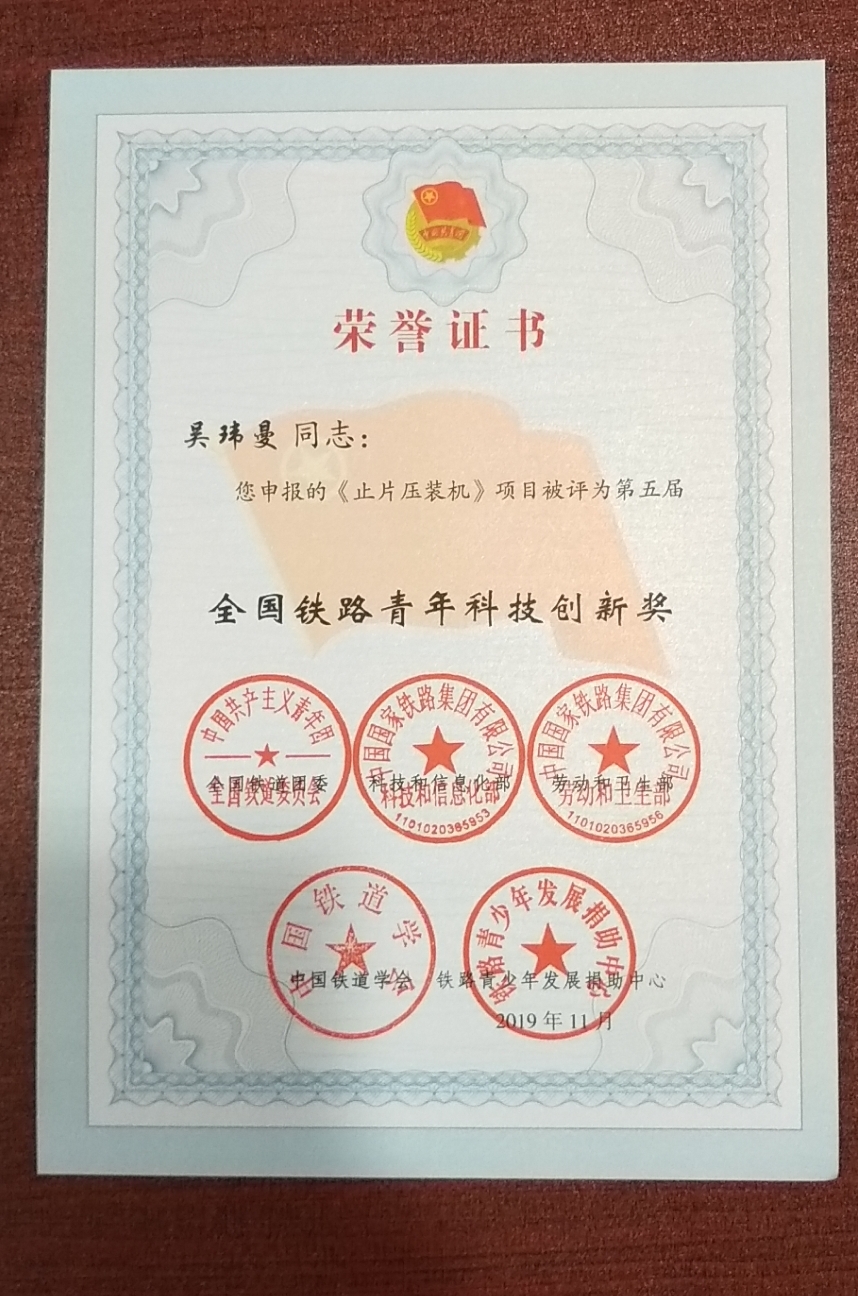 荣誉证书
吴玮曼 同志：
您申报的《止片压装机》项目被评为第五届
全国铁路青年科技创新奖
中国共产主义青年团
全国铁道委员会
全国铁道团委
中国国家铁路集团有限公司
科技和信息化部
科技和信息化部
1101020365953
中国国家铁路集团有限公司
劳动和卫生部
劳动和卫生部
1101020365956
中国铁道学会
中国铁道学会
铁路青少年发展捐助中心
铁路青少年发展捐助中心
2019 年 11 月